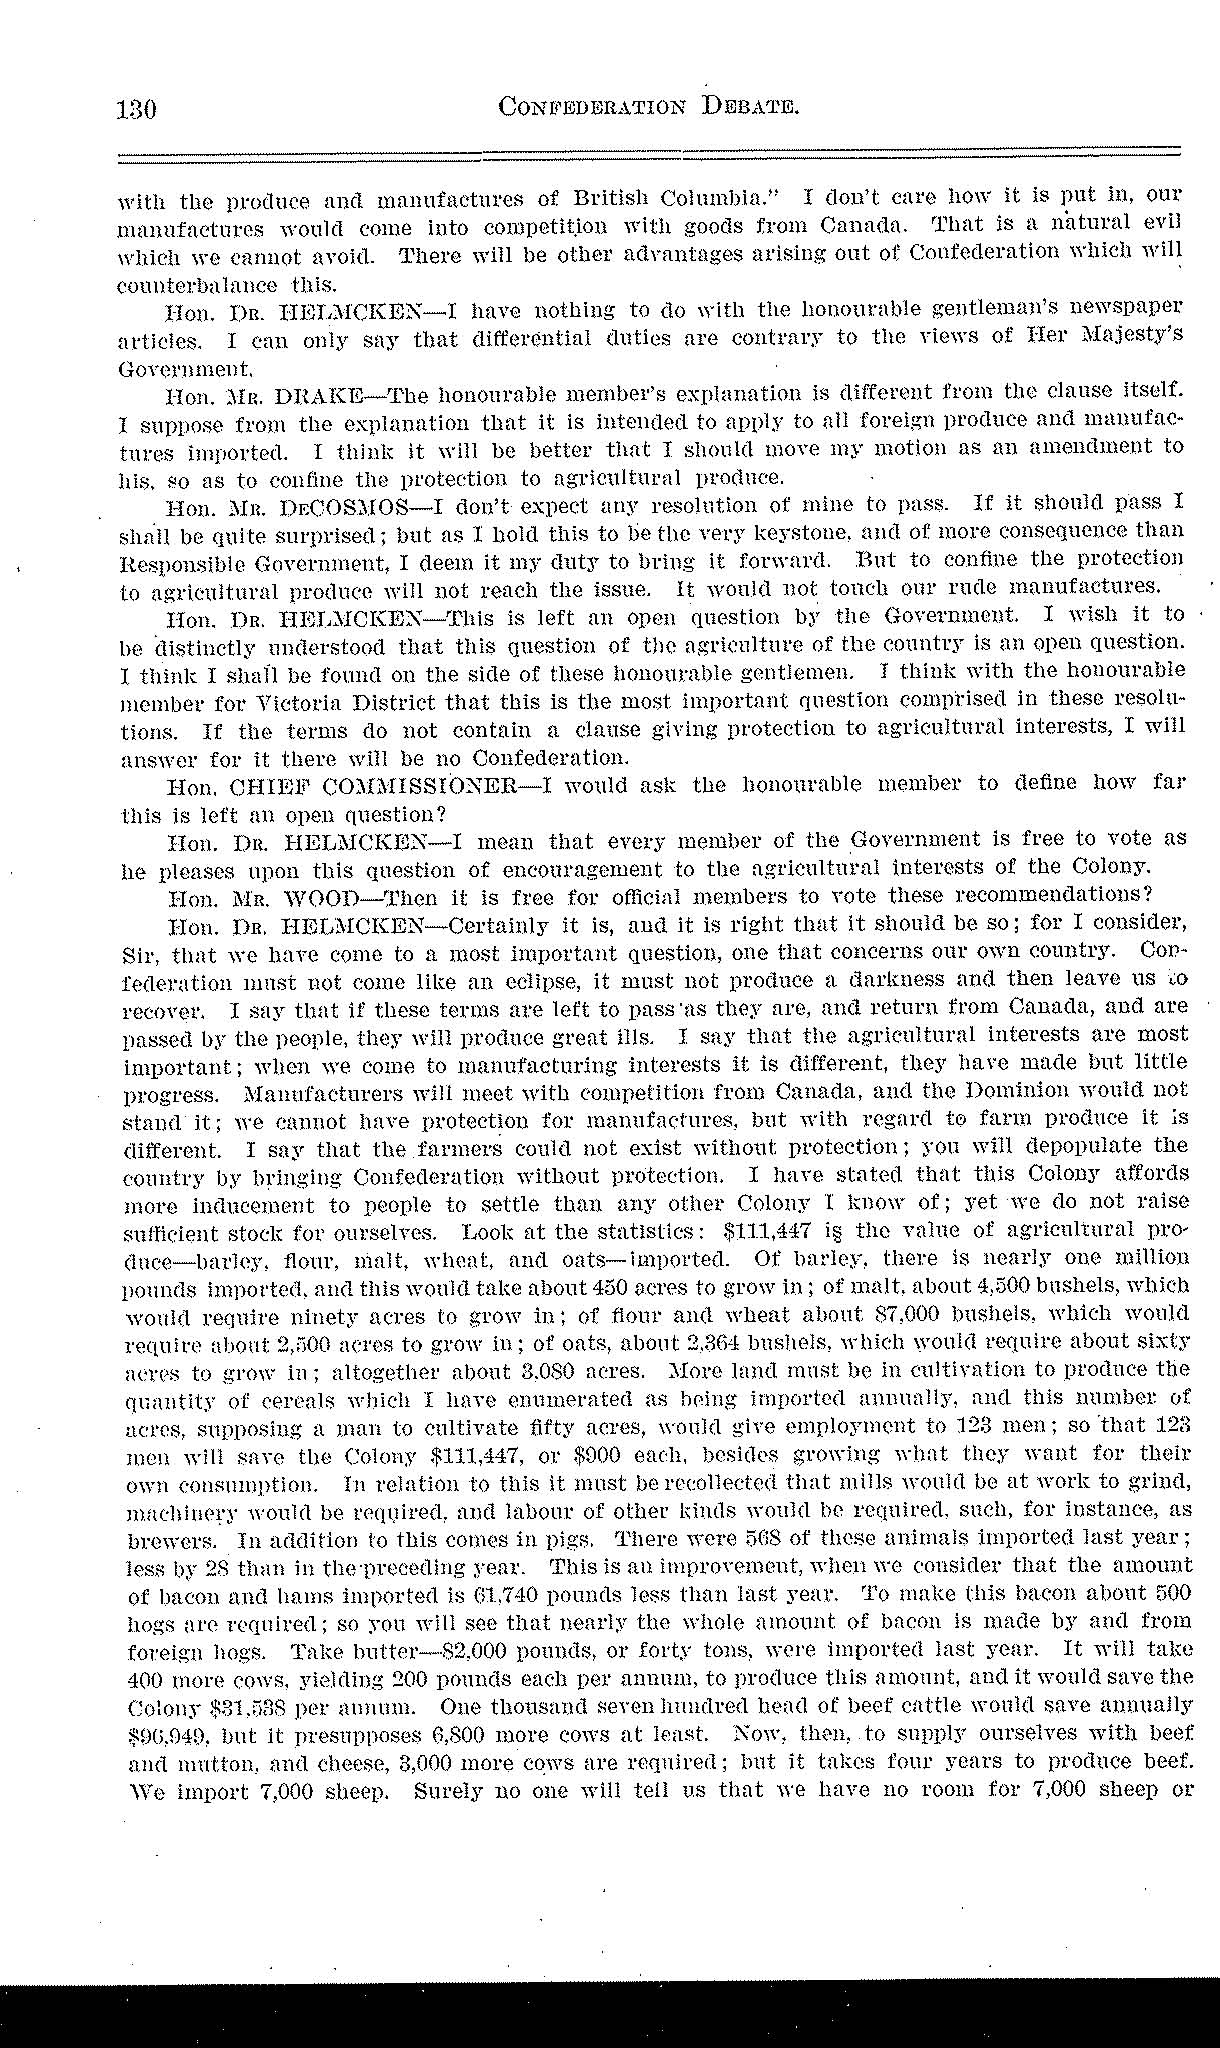 130 CONFEDERATION DEBATE.
with the produce and manufactures of British Columbia." I don't care how it is put in, our
manufactures would come into competition with goods from Canada. That is a natural evil
which we cannot avoid. There will be other advantages arising out of Confederation which will
counterbalance this.
Hon. DR. HELMCKEN—I have nothing to do with the honourable gentleman's newspaper
articles. I can only say that differential duties are contrary to the views of Her Majesty's
Government.
Hon. MR. DRAKE—The honourable member's explanation is different from the clause itself.
I suppose from the explanation that it is intended to apply to all foreign produce and manufac-
tures imported. I think it will be better that I should move my motion as an amendment to
his, so as to confine the protection to agricultural produce.
Hon. MR. DECOSMOS—I don't expect any resolution of mine to pass. If it should pass I
shall be quite surprised; but as I hold this to be the very keystone, and of more consequence than
Responsible Government, I deem it my duty to bring it forward. But to confine the protection
to agricultural produce will not reach the issue. It would not touch our rude manufactures.
Hon. DR. HELMCKEN—This is left an open question by the Government. I wish it to
be distinctly understood that this question of the agriculture of the country is an open question.
I think I shall be found on the side of these honourable gentlemen. I think with the honourable
member for Victoria District that this is the most important question comprised in these resolu-
tions. If the terms do not contain a clause giving protection to agricultural interests, I will
answer for it there will be no Confederation.
Hon. CHIEF COMMISSIONER—I would ask the honourable member to define how far
this is left an open question?
Hon. DR. HELMCKEN—I mean that every member of the Government is free to vote as
he pleases upon this question of encouragement to the agricultural interests of the Colony.
Hon. MR. WOOD—Then it is free for official members to vote these recommendations?
Hon. DR. HELMCKEN—Certainly it is, and it is right that it should be so; for I consider,
Sir, that we have come to a most important question, one that concerns our own country. Con-
federation must not come like an eclipse, it must not produce a darkness and then leave us to
recover. I say that if these terms are left to pass as they are, and return from Canada, and are
passed by the people, they will produce great ills. I say that the agricultural interests are most
important; when we come to manufacturing interests it is different, they have made but little
progress. Manufacturers will meet with competition from Canada, and the Dominion would not
stand it; we cannot have protection for manufactures, but with regard to farm produce it is
different. I say that the farmers could not exist without protection; you will depopulate the
country by bringing Confederation without protection. I have stated that this Colony affords
more inducement to people to settle than any other Colony I know of; yet we do not raise
sufficient stock for ourselves. Look at the statistics: $111,447 is the value of agricultural pro-
duce—barley, flour, malt, wheat, and oats—imported. Of barley, there is nearly one million
pounds imported, and this would take about 450 acres to grow in; of malt, about 4,500 bushels, which
would require ninety acres to grow in; of flour and wheat about 87,000 bushels, which would
require about 2,500 acres to grow in; of oats, about 2,364 bushels, which would require about sixty
acres to grow in; altogether about 3,080 acres. More land must be in cultivation to produce the
quantity of cereals which I have enumerated as being imported annually, and this number of
acres, supposing a man to cultivate fifty acres, would give employment to 123 men; so that 123
men will save the Colony $111,447, or $900 each, besides growing what they want for their
own consumption. In relation to this it must be recollected that mills would be at work to grind,
machinery would be required, and labour of other kinds would be required, such, for instance, as
brewers. In addition to this comes in pigs. There were 568 of these animals imported last year;
less by 28 than in the preceding year. This is an improvement, when we consider that the amount
of bacon and hams imported is 61,740 pounds less than last year. To make this bacon about 500
hogs are required; so you will see that nearly the whole amount of bacon is made by and from
foreign hogs. Take butter—82,000 pounds, or forty tons, were imported last year. It will take
400 more cows, yielding 200 pounds each per annum, to produce this amount, and it would save the
Colony $31,538 per annum. One thousand seven hundred head of beef cattle would save annually
$96,949, but it presupposes 6,800 more cows at least. Now, then, to supply ourselves with beef
and mutton, and cheese, 3,000 more cows are required; but it takes four years to produce beef.
We import 7,000 sheep. Surely no one will tell us that we have no room for 7,000 sheep or